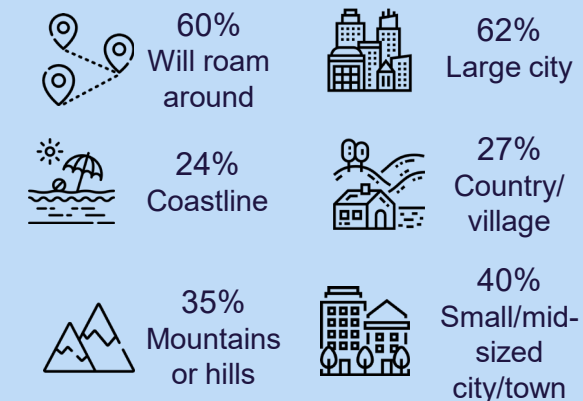 60%
Will roam
around
62%
Large city
24%
Coastline
27%
Country/
village
35%
Mountains
or hills
40%
Small/mid-
sized
city/town